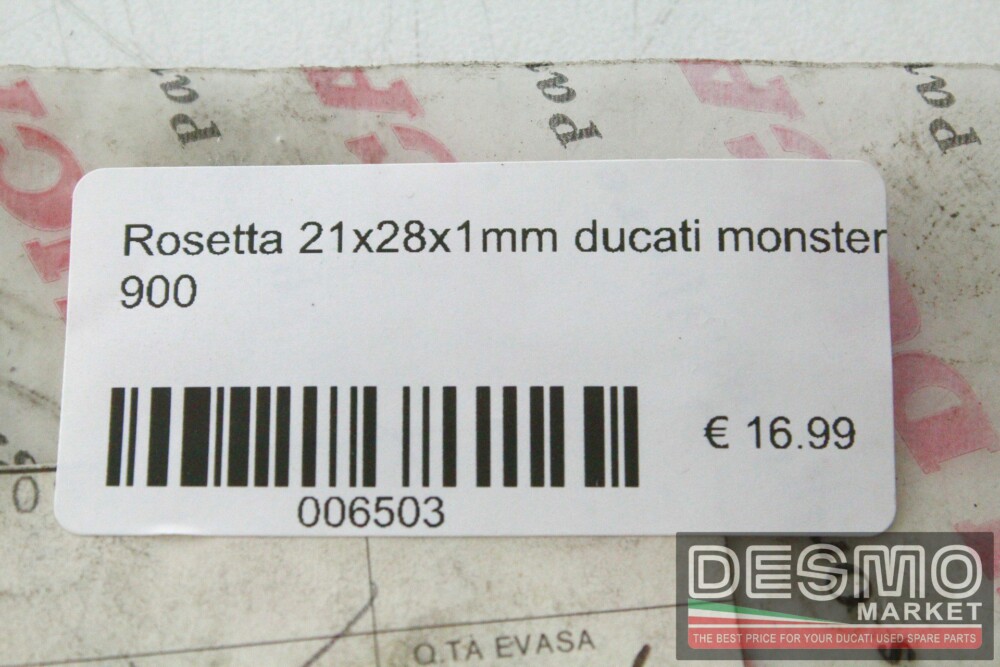 Rosetta 21x28x1mm ducati monster
900
€ 16.99
006503
Q.TÀ EVASA
DESMO
MARKET
THE BEST PRICE FOR YOUR DUCATI USED SPARE PARTS